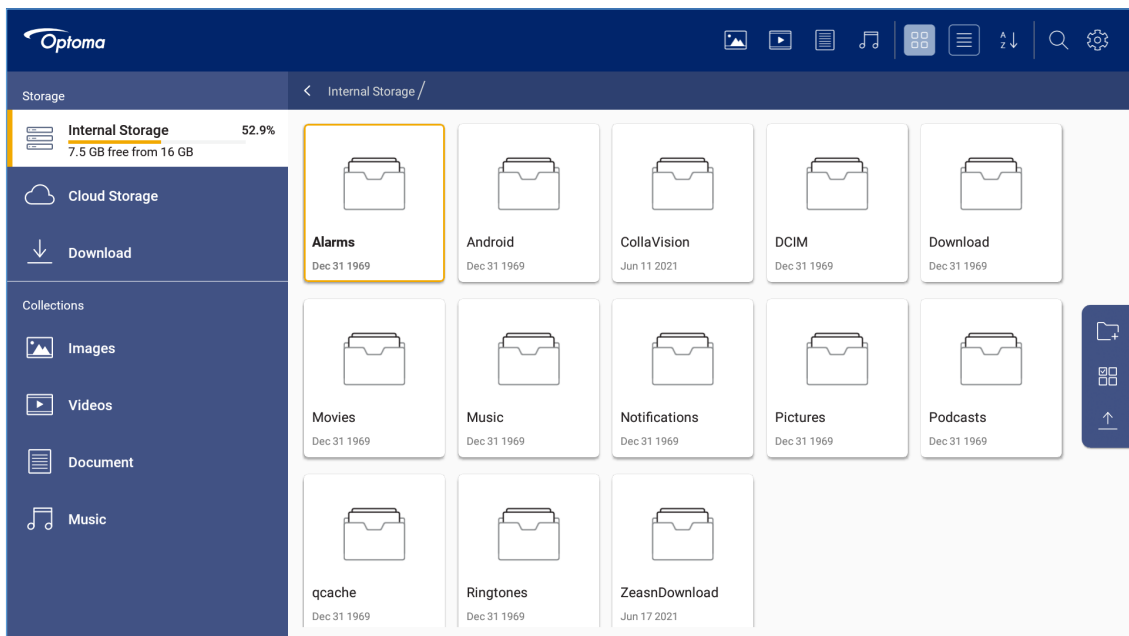 Optoma
A
Z
Storage
Internal Storage /
Internal Storage 52.9%
7.5 GB free from 16 GB
Cloud Storage
Download
Collections
Images
Videos
Document
Music
Alarms
Dec 31 1969
Android
Dec 31 1969
CollaVision
Jun 11 2021
DCIM
Dec 31 1969
Download
Dec 31 1969
Movies
Dec 31 1969
Music
Dec 31 1969
Notifications
Dec 31 1969
Pictures
Dec 31 1969
Podcasts
Dec 31 1969
qcache
Dec 31 1969
Ringtones
Dec 31 1969
ZeasnDownload
Jun 17 2021